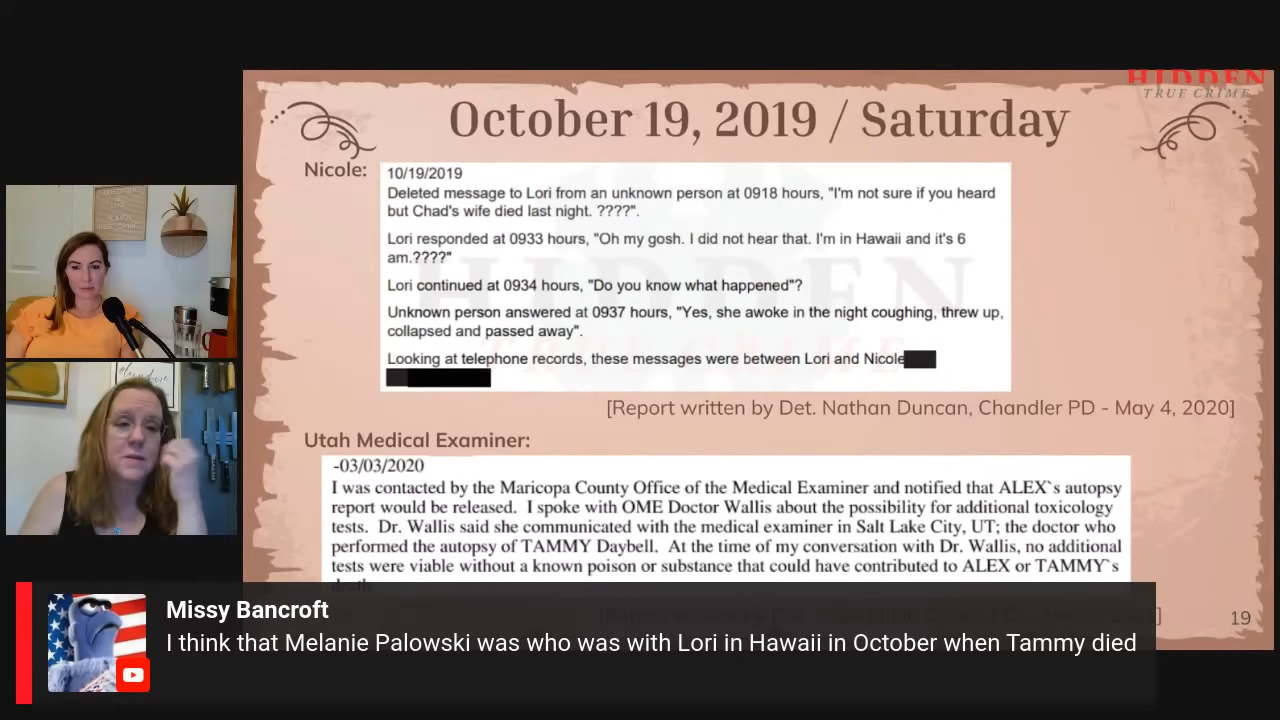 HIDDEN
TRUE CRIME
October 19, 2019 / Saturday
Nicole:
10/19/2019
Deleted message to Lori from an unknown person at 0918 hours, "I'm not sure if you heard
but Chad's wife died last night. ????".
Lori responded at 0933 hours, "Oh my gosh. I did not hear that. I'm in Hawaii and it's 6
am.????"
Lori continued at 0934 hours, "Do you know what happened"?
Unknown person answered at 0937 hours, "Yes, she awoke in the night coughing, threw up,
collapsed and passed away".
Looking at telephone records, these messages were between Lori and Nicole
[Report written by Det. Nathan Duncan, Chandler PD - May 4, 2020]
Utah Medical Examiner:
-03/03/2020
I was contacted by the Maricopa County Office of the Medical Examiner and notified that ALEX`s autopsy
report would be released. I spoke with OME Doctor Wallis about the possibility for additional toxicology
tests. Dr. Wallis said she communicated with the medical examiner in Salt Lake City, UT; the doctor who
performed the autopsy of TAMMY Daybell. At the time of my conversation with Dr. Wallis, no additional
tests were viable without a known poison or substance that could have contributed to ALEX or TAMMY`s
death
19
Missy Bancroft
I think that Melanie Palowski was who was with Lori in Hawaii in October when Tammy died